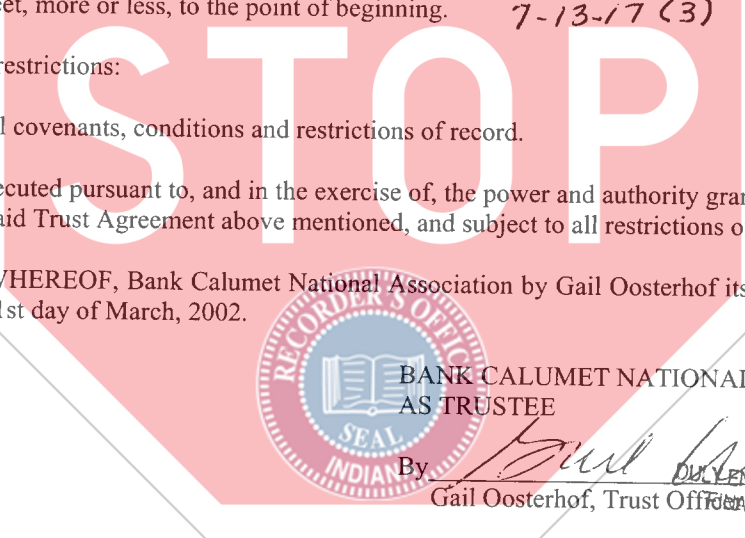 eet, more or less, to the point of beginning.
7-13-17 (3)
restrictions:
STOP
l covenants, conditions and restrictions of record.
ecuted pursuant to, and in the exercise of, the power and authority gran
aid Trust Agreement above mentioned, and subject to all restrictions o
WHEREOF, Bank Calumet National Association by Gail Oosterhof its
1st day of March, 2002.
RECORDER'S OFFICE
SEAL
INDIANA
BANK CALUMET NATIONAL
AS TRUSTEE
By
Gail Oosterhof, Trust Officer